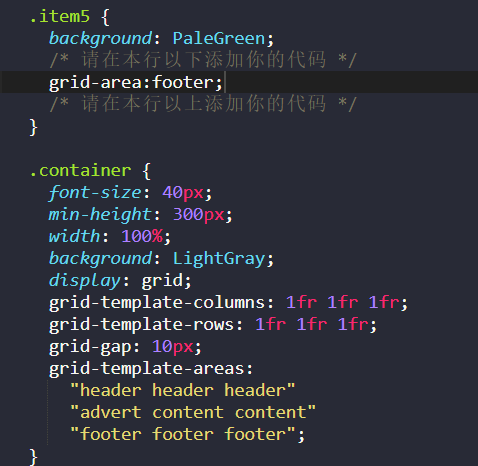 .item5 {
background: PaleGreen;
/* 请在本行以下添加你的代码 */
grid-area:footer;
/* 请在本行以上添加你的代码 */
}
.container {
font-size: 40px;
min-height: 300px;
width: 100%;
background: LightGray;
display: grid;
grid-template-columns: 1fr 1fr 1fr;
grid-template-rows: 1fr 1fr 1fr;
grid-gap: 10px;
grid-template-areas:
"header header header"
"advert content content"
"footer footer footer";
}